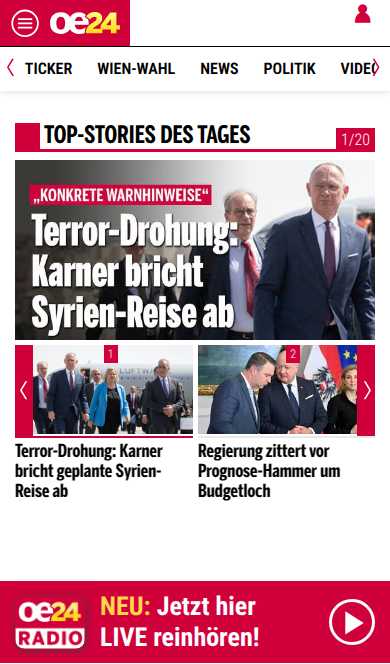 oe24
TICKER
WIEN-WAHL
NEWS
POLITIK
TOP-STORIES DES TAGES
1/20
„KONKRETE WARNHINWEISE“
Terror-Drohung:
Karner bricht
Syrien-Reise ab
1
LUFTW
2
Terror-Drohung: Karner
bricht geplante Syrien-
Reise ab
Regierung zittert vor
Prognose-Hammer um
Budgetloch
oe24
RADIO
NEU: Jetzt hier
LIVE reinhören!